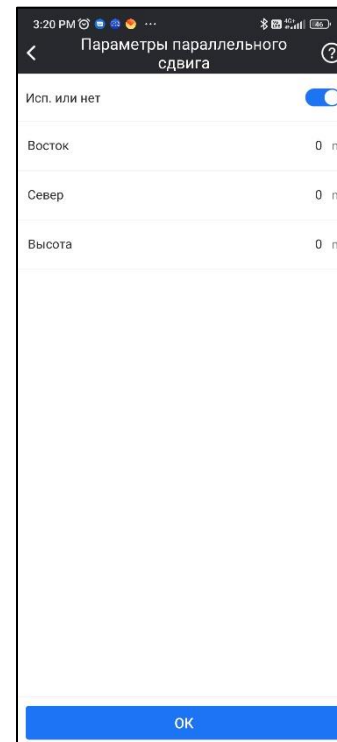 3:20 PM
Параметры параллельного
сдвига
Исп. или нет
Восток
0
Север
0
Высота
0
OK